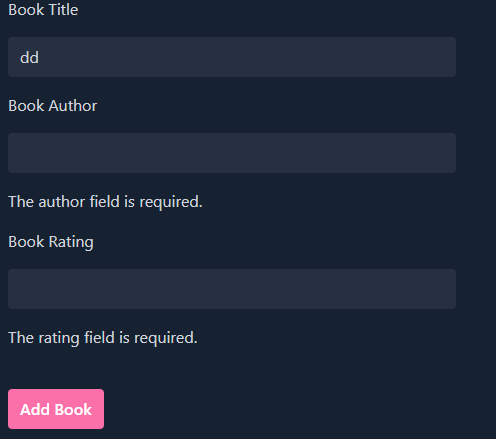 Book Title
dd
Book Author
The author field is required.
Book Rating
The rating field is required.
Add Book